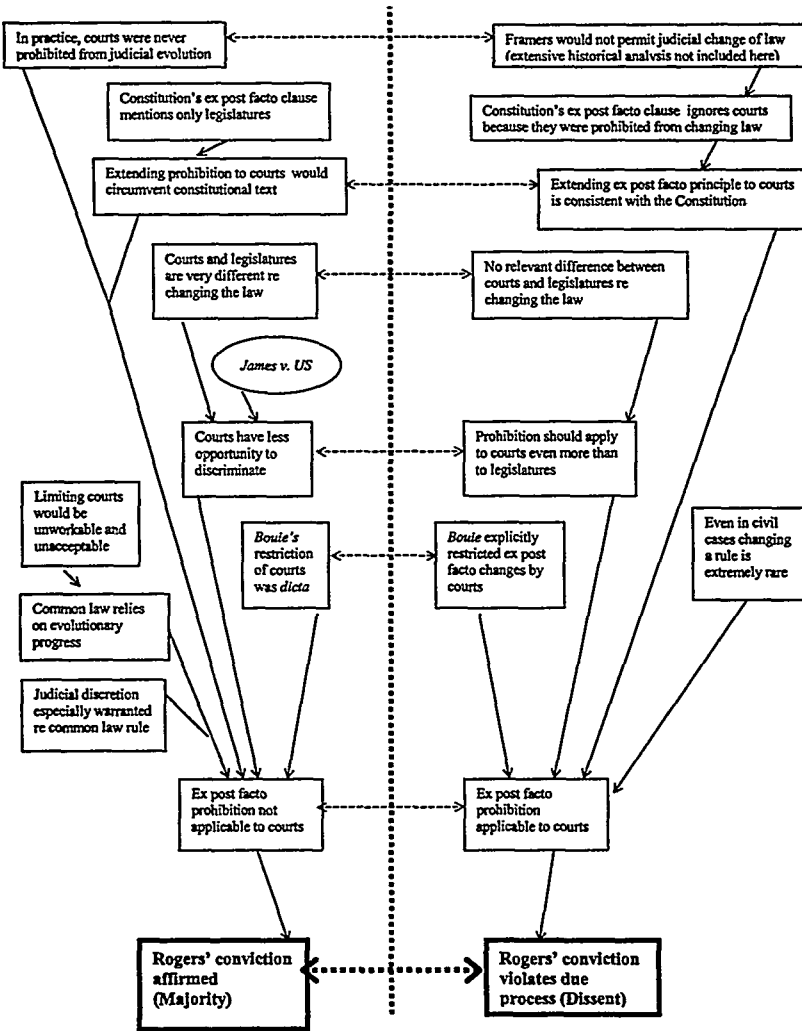 In practice, courts were never
prohibited from judicial evolution
Framers would not permit judicial change of law
(extensive historical analysis not included here)
Constitution's ex post facto clause
mentions only legislatures
Constitution's ex post facto clause ignores courts
because they were prohibited from changing law
Extending prohibition to courts would
circumvent constitutional text
Extending ex post facto principle to courts
is consistent with the Constitution
Courts and legislatures
are very different re
changing the law
No relevant difference between
courts and legislatures re
changing the law
James v. US
Courts have less
opportunity to
discriminate
Prohibition should apply
to courts even more than
to legislatures
Limiting courts
would be
unworkable and
unacceptable
Bouie's
restriction
of courts
was dicta
Bouie explicitly
restricted ex post
facto changes by
courts
Even in civil
cases changing
a rule is
extremely rare
Common law relies
on evolutionary
progress
Judicial discretion
especially warranted
re common law rule
Ex post facto
prohibition not
applicable to courts
Ex post facto
prohibition
applicable to courts
Rogers' conviction
affirmed
(Majority)
Rogers' conviction
violates due
process (Dissent)